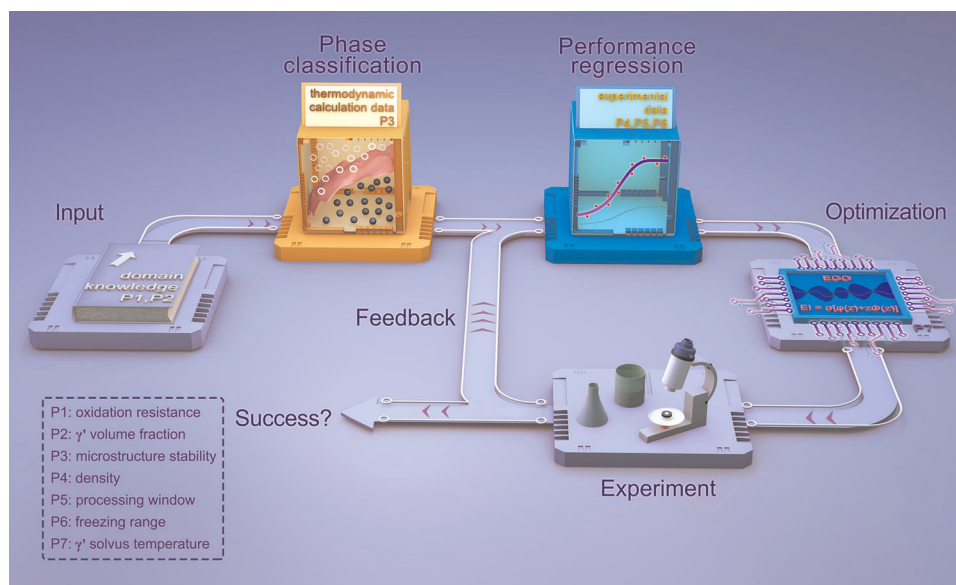 Phase
classification
Performance
regression
thermodynamic
calculation data
P3
experimental
data
P4,P5,P6
Input
Optimization
domain
knowledge
P1,P2
EGO
EI = σ[φ(z)+zΦ(z)]
P7
Feedback
Success?
Experiment
P1: oxidation resistance
P2: γ' volume fraction
P3: microstructure stability
P4: density
P5: processing window
P6: freezing range
P7: γ' solvus temperature